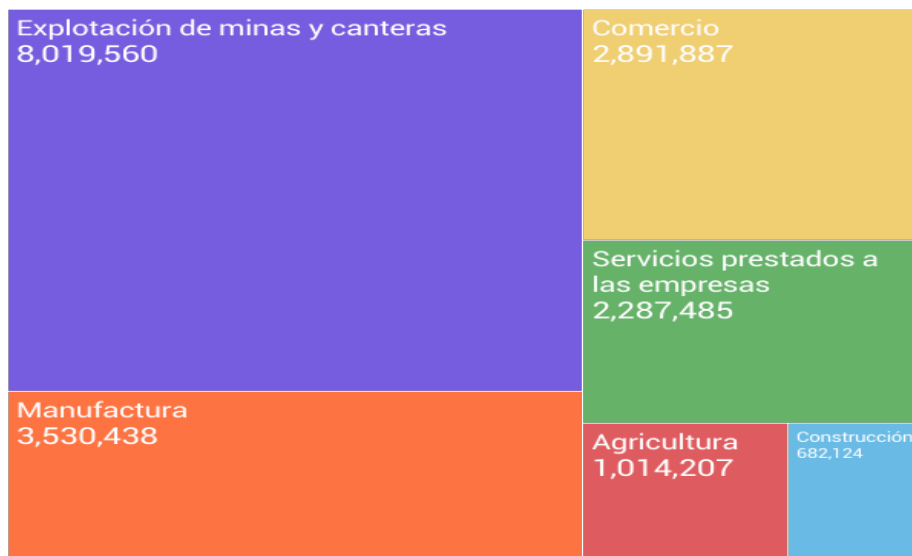 Explotación de minas y canteras
8,019,560
Comercio
2,891,887
Servicios prestados a
las empresas
2,287,485
Manufactura
3,530,438
Agricultura
1,014,207
Construcción
682,124